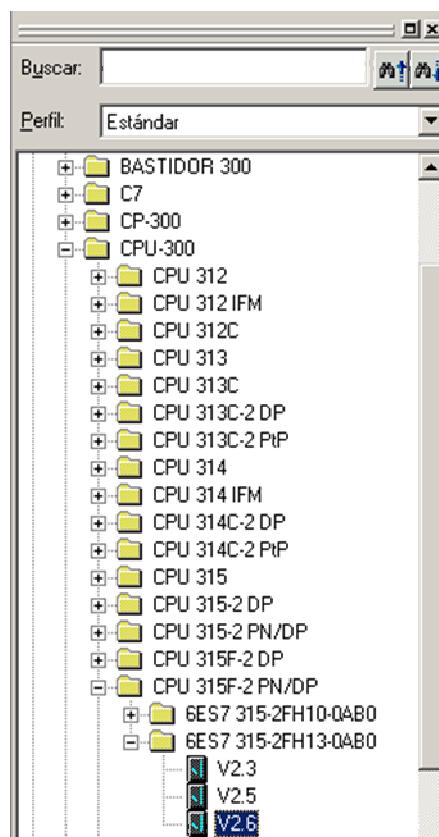 Buscar:
Perfil: Estándar
BASTIDOR 300
C7
CP-300
CPU-300
CPU 312
CPU 312 IFM
CPU 312C
CPU 313
CPU 313C
CPU 313C-2 DP
CPU 313C-2 PtP
CPU 314
CPU 314 IFM
CPU 314C-2 DP
CPU 314C-2 PtP
CPU 315
CPU 315-2 DP
CPU 315-2 PN/DP
CPU 315F-2 DP
CPU 315F-2 PN/DP
6ES7 315-2FH10-0AB0
6ES7 315-2FH13-0AB0
V2.3
V2.5
V2.6